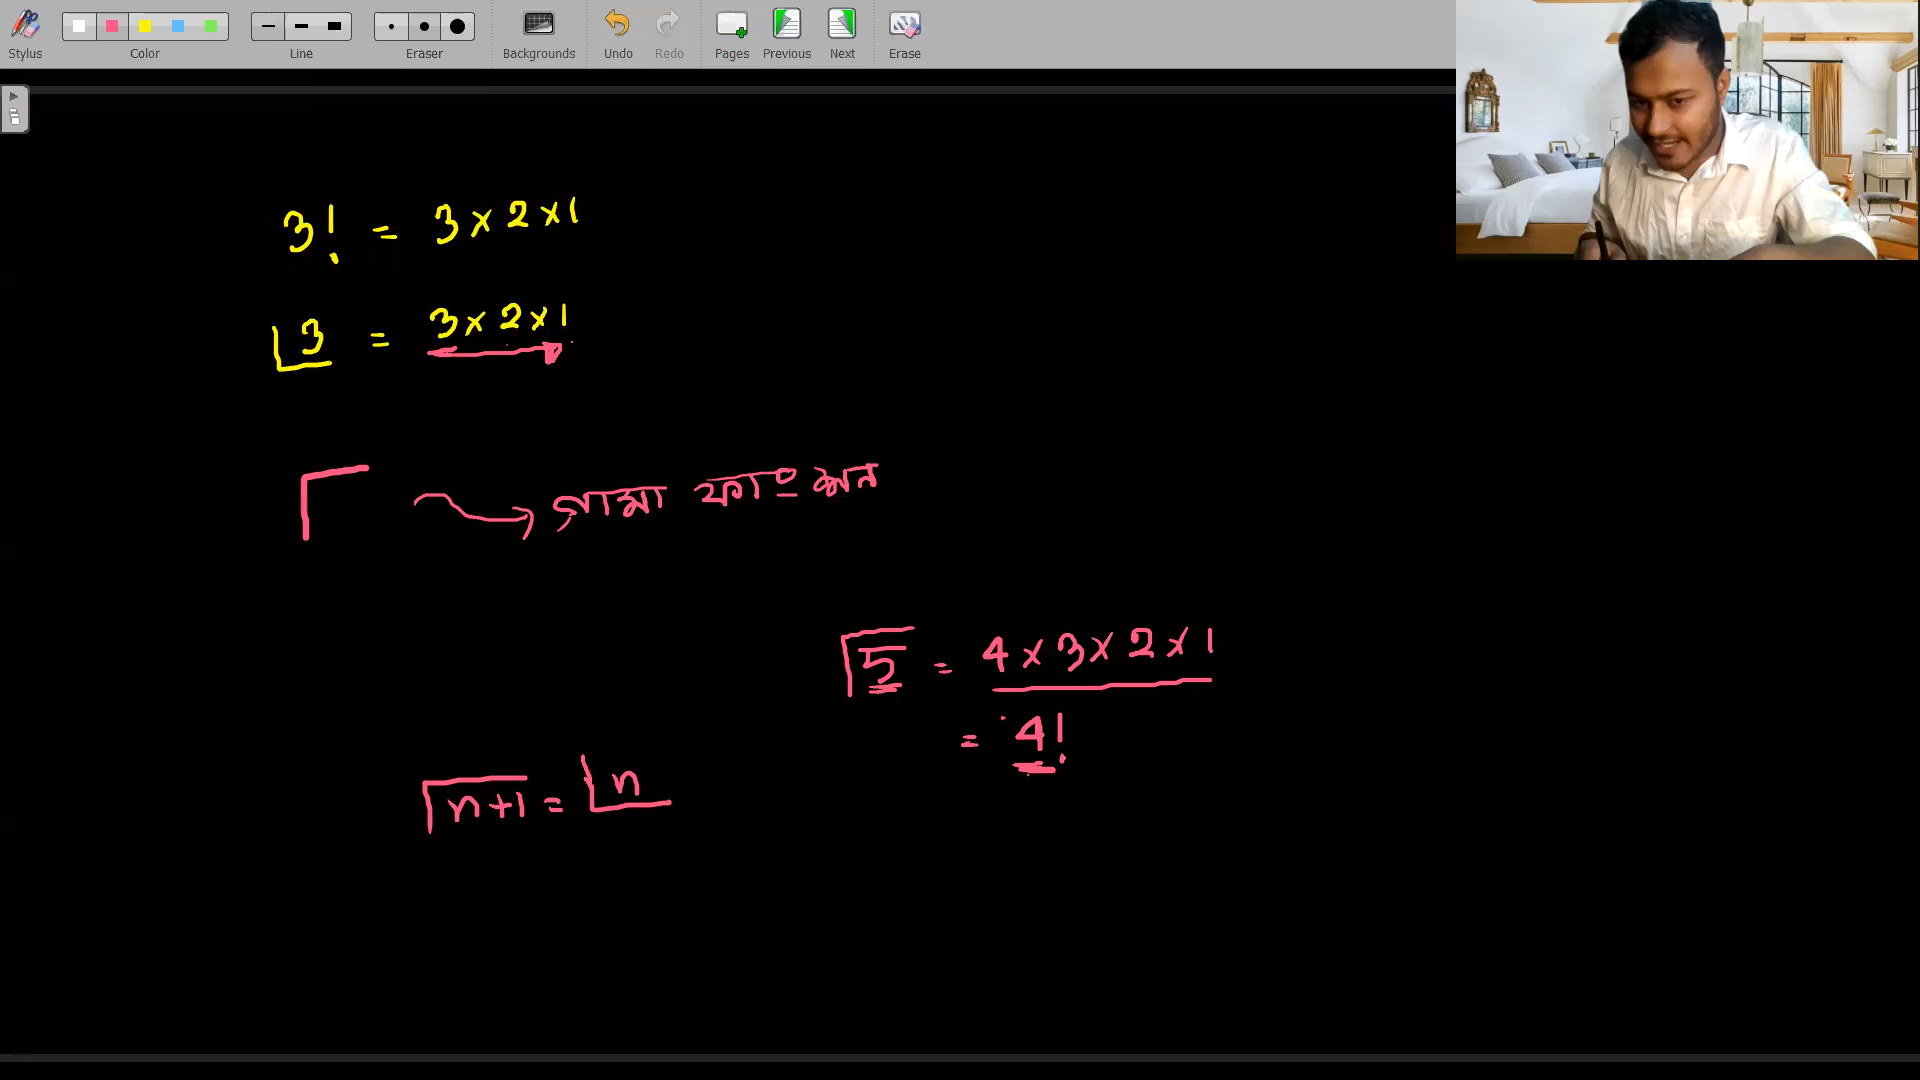 Stylus Color Line Eraser Backgrounds Undo Redo Pages Previous Next Erase
3! = 3 × 2 × 1
⌊3 = 3 × 2 × 1
Γ → গামা ফাংশন
Γ5 = 4 × 3 × 2 × 1
= 4!
Γn+1 = ⌊n